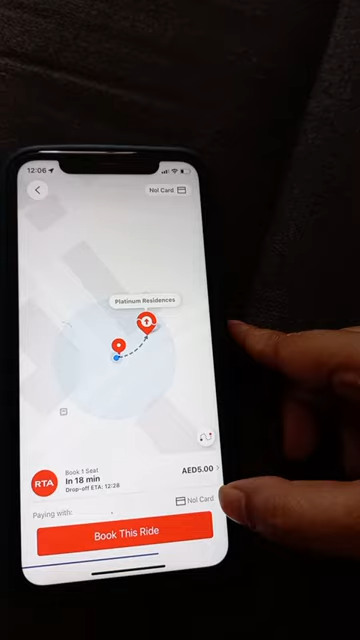 12:06
Nol Card
Platinum Residences
RTA
Book 1 Seat
In 18 min
Drop-off ETA: 12:28
AED5.00
Paying with:
Nol Card
Book This Ride